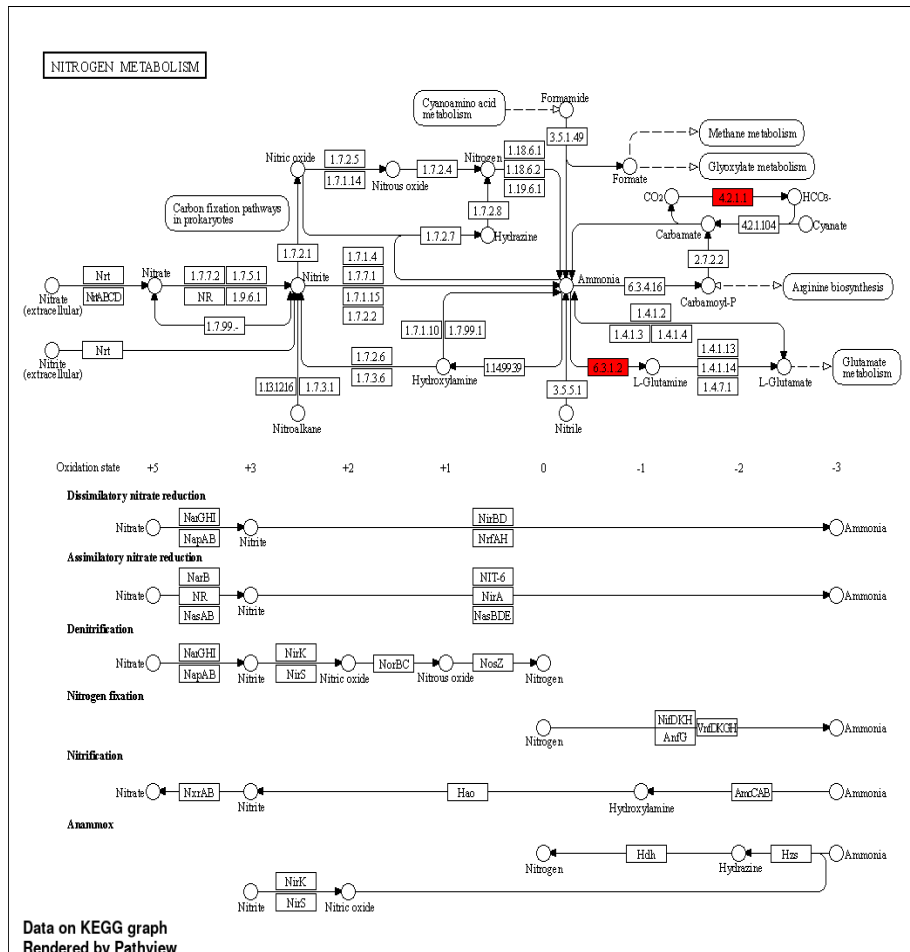 NITROGEN METABOLISM
Cyanoamino acid
metabolism
Formamide
3.5.1.49
Methane metabolism
Glyoxylate metabolism
Formate
Nitric oxide
1.7.2.5
1.7.1.14
Nitrous oxide
1.7.2.4
Nitrogen
1.18.6.1
1.18.6.2
1.19.6.1
1.7.2.8
1.7.2.7
Hydrazine
Carbon fixation pathways
in prokaryotes
1.7.2.1
CO2
4.2.1.1
HCO3-
4.2.1.104
Carbamate
Cyanate
2.7.2.2
Nrt
NrtABCD
Nitrate
(extracellular)
Nitrate
1.7.7.2
1.7.5.1
NR
1.9.6.1
1.7.99.-
Nitrite
1.7.1.4
1.7.7.1
1.7.1.15
1.7.2.2
Ammonia
6.3.4.16
Carbamoyl-P
Arginine biosynthesis
Nrt
Nitrite
(extracellular)
1.7.1.10
1.7.99.1
1.7.2.6
1.7.3.6
Hydroxylamine
1.14.99.39
1.13.12.16
1.7.3.1
Nitroalkane
3.5.5.1
Nitrile
1.4.1.2
1.4.1.3
1.4.1.4
6.3.1.2
L-Glutamine
1.4.1.13
1.4.1.14
1.4.7.1
L-Glutamate
Glutamate
metabolism
Oxidation state +5 +3 +2 +1 0 -1 -2 -3
Dissimilatory nitrate reduction
Nitrate
NarGHI
NapAB
Nitrite
NirBD
NrfAH
Ammonia
Assimilatory nitrate reduction
Nitrate
NarB
NR
NasAB
Nitrite
NIT-6
NirA
NasBDE
Ammonia
Denitrification
Nitrate
NarGHI
NapAB
Nitrite
NirK
NirS
Nitric oxide
NorBC
Nitrous oxide
NosZ
Nitrogen
Nitrogen fixation
Nitrogen
NifDKH
AnfG
VnfDKGH
Ammonia
Nitrification
Nitrate
NxrAB
Nitrite
Hao
Hydroxylamine
AmoCAB
Ammonia
Anammox
Nitrogen
Hdh
Hydrazine
Hzs
Ammonia
Nitrite
NirK
NirS
Nitric oxide
Data on KEGG graph
Rendered by Pathview